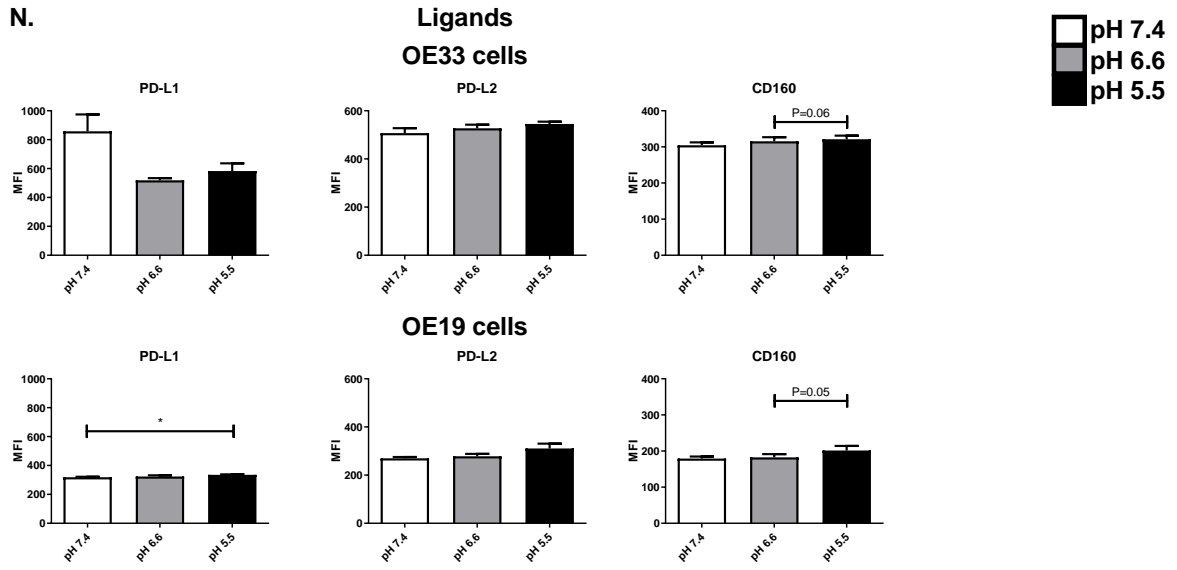 N.
Ligands
OE33 cells
pH 7.4
pH 6.6
pH 5.5
PD-L1
1000
800
600
400
200
0
MFI
pH 7.4
pH 6.6
pH 5.5
PD-L2
600
400
200
0
MFI
pH 7.4
pH 6.6
pH 5.5
CD160
400
300
200
100
0
MFI
P=0.06
pH 7.4
pH 6.6
pH 5.5
OE19 cells
PD-L1
1000
800
600
400
200
0
MFI
*
pH 7.4
pH 6.6
pH 5.5
PD-L2
600
400
200
0
MFI
pH 7.4
pH 6.6
pH 5.5
CD160
400
300
200
100
0
MFI
P=0.05
pH 7.4
pH 6.6
pH 5.5